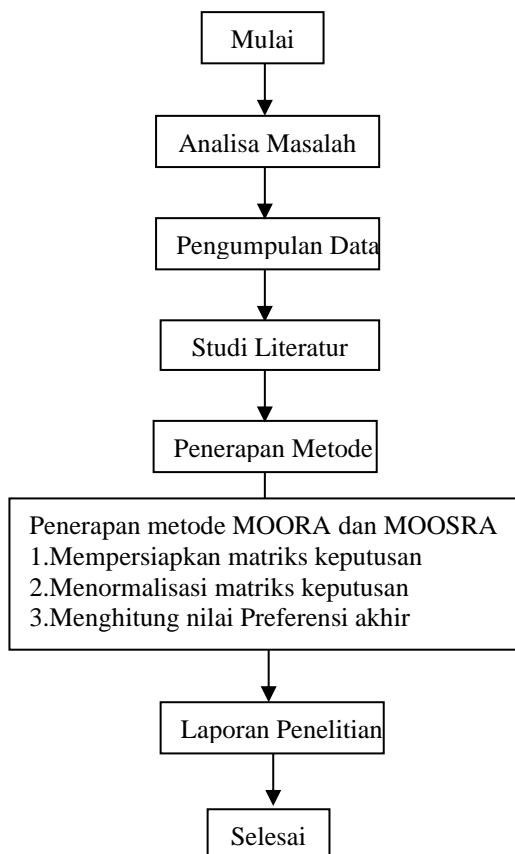 Mulai
Analisa Masalah
Pengumpulan Data
Studi Literatur
Penerapan Metode
Penerapan metode MOORA dan MOOSRA
1.Mempersiapkan matriks keputusan
2.Menormalisasi matriks keputusan
3.Menghitung nilai Preferensi akhir
Laporan Penelitian
Selesai